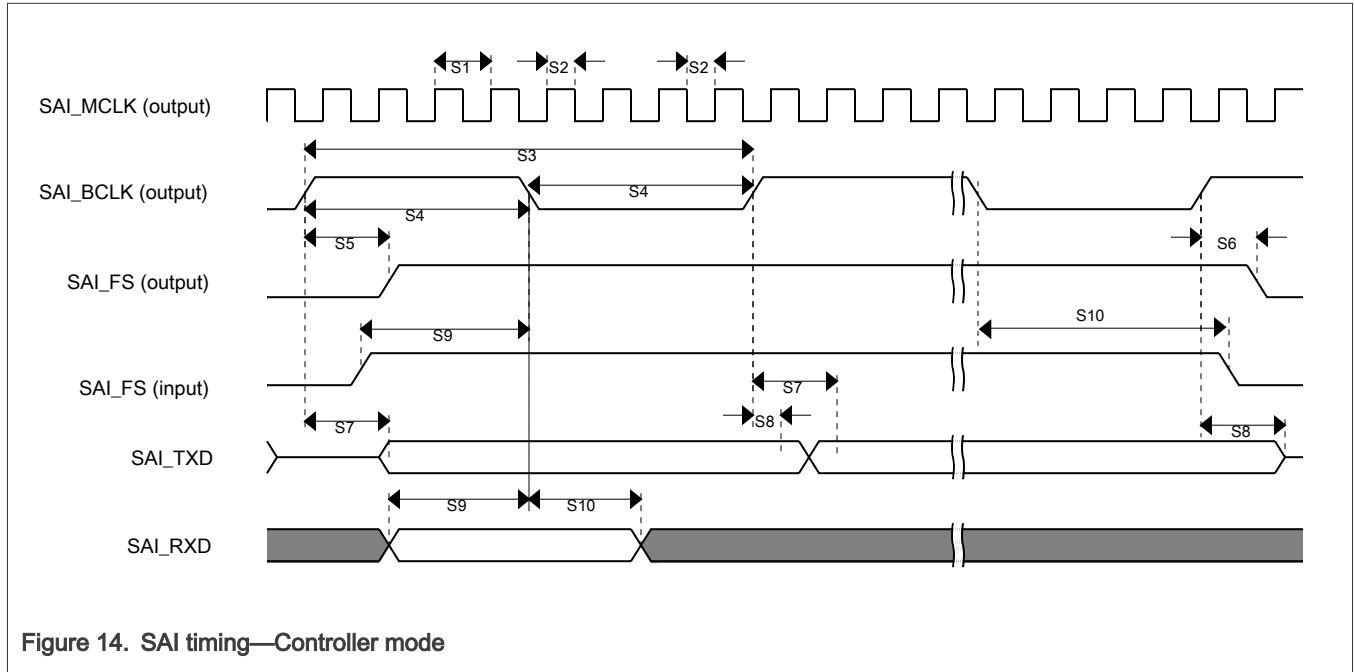 S1
S2
S2
SAI_MCLK (output)
S3
SAI_BCLK (output)
S4
S4
S5
S6
SAI_FS (output)
S10
S9
SAI_FS (input)
S7
S7
S8
S8
SAI_TXD
S9
S10
SAI_RXD
Figure 14. SAI timing—Controller mode